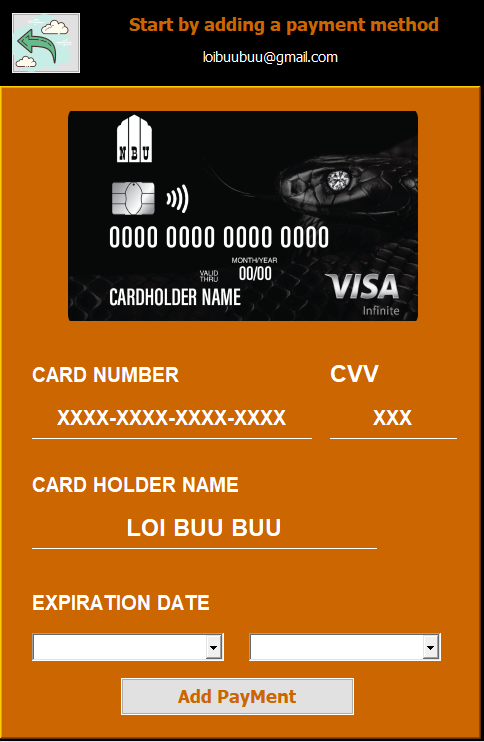 Start by adding a payment method
loibuubuu@gmail.com
NBU
0000 0000 0000 0000
MONTH/YEAR
VALID THRU 00/00
CARDHOLDER NAME
VISA
Infinite
CARD NUMBER CVV
XXXX-XXXX-XXXX-XXXX XXX
CARD HOLDER NAME
LOI BUU BUU
EXPIRATION DATE
Add PayMent